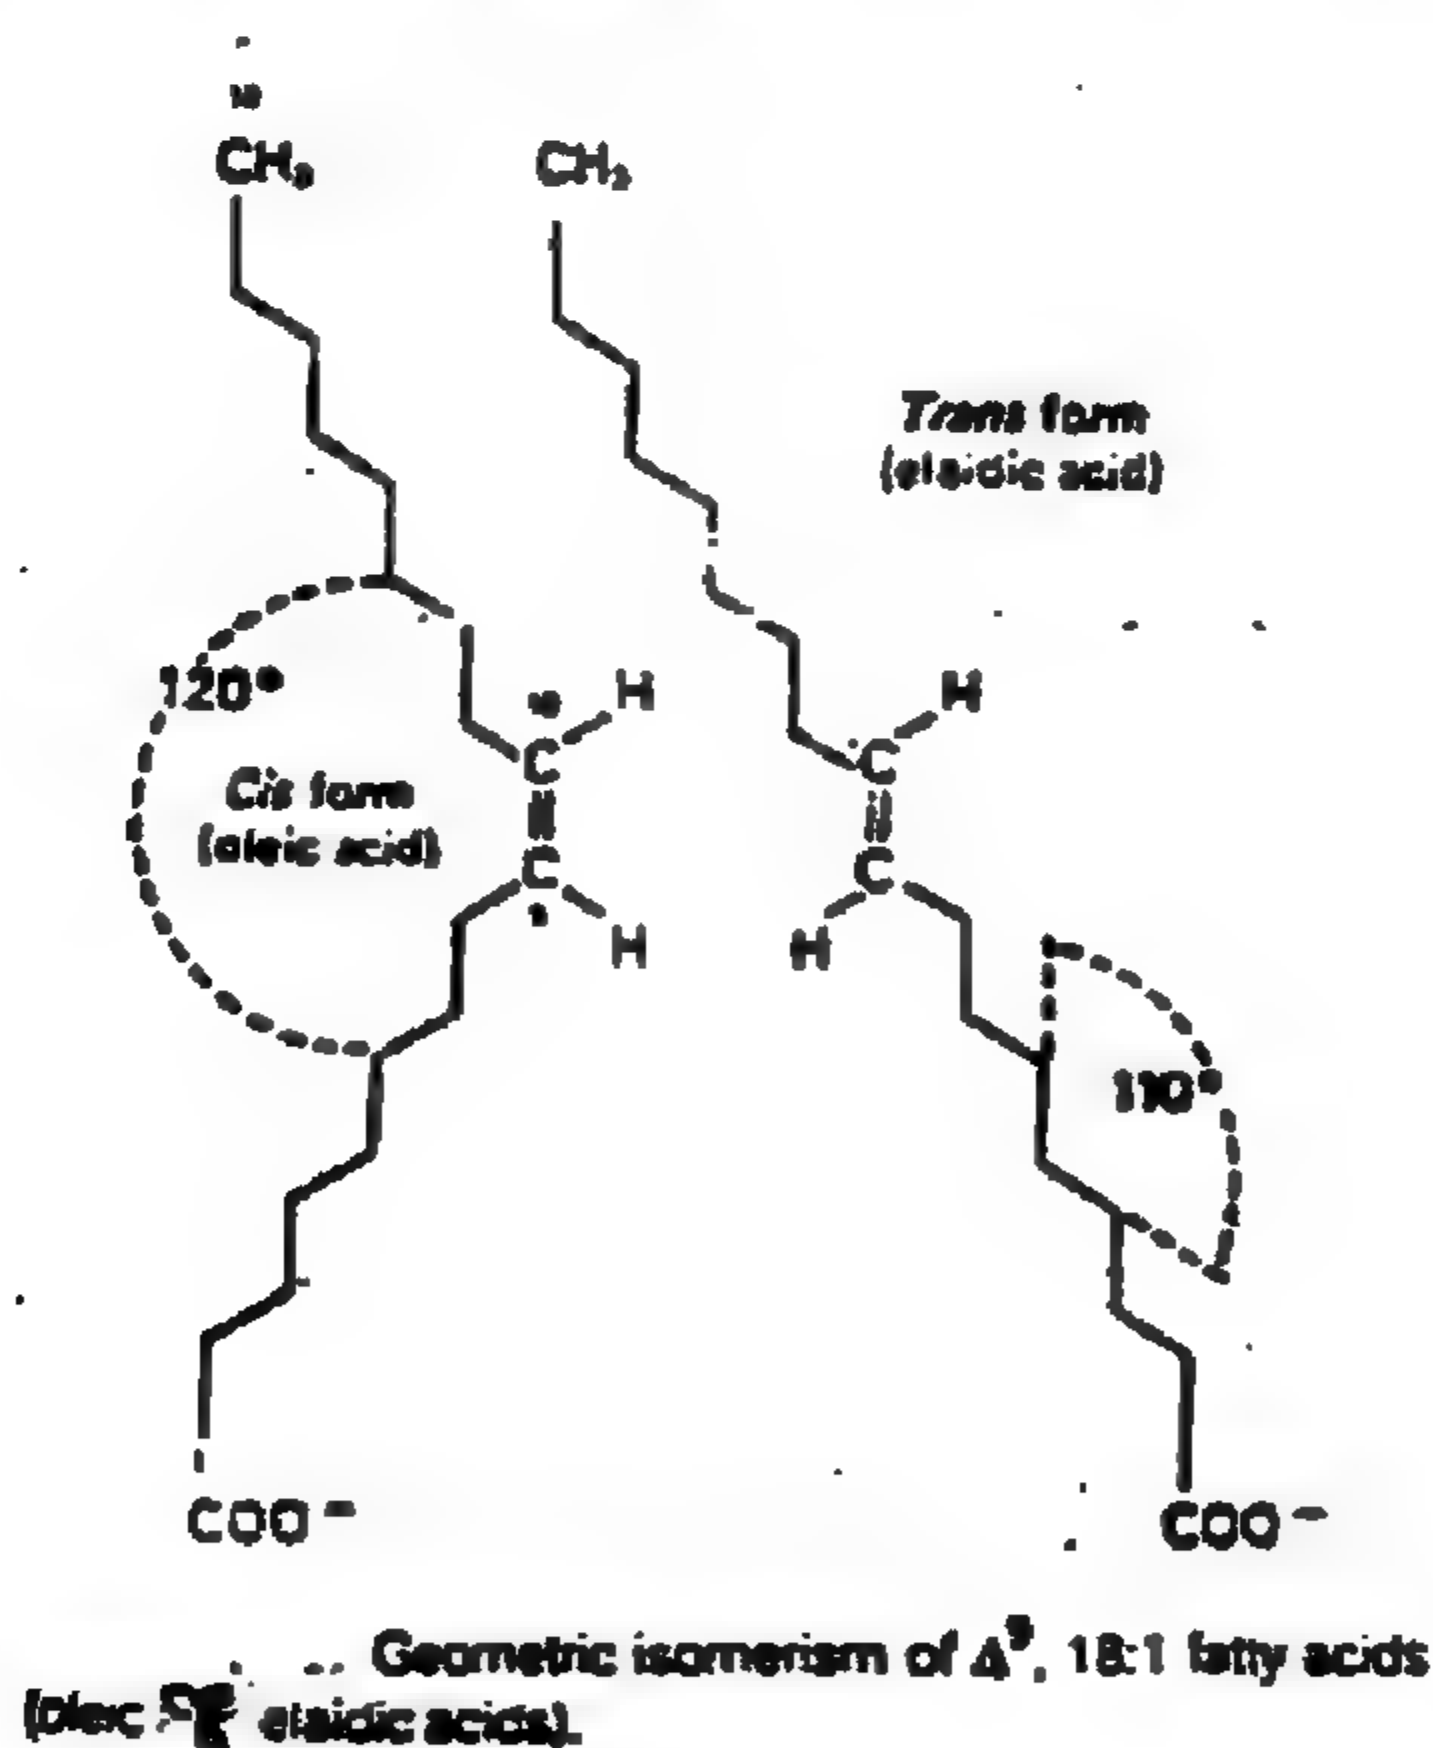 18
CH₃
CH₃
Trans form
(elaidic acid)
120°
H
H
10
C
C
Cis form
(oleic acid)
C
C
9
H
H
110°
COO⁻
COO⁻
Geometric isomerism of Δ⁹, 18:1 fatty acids
(oleic elaidic acids).